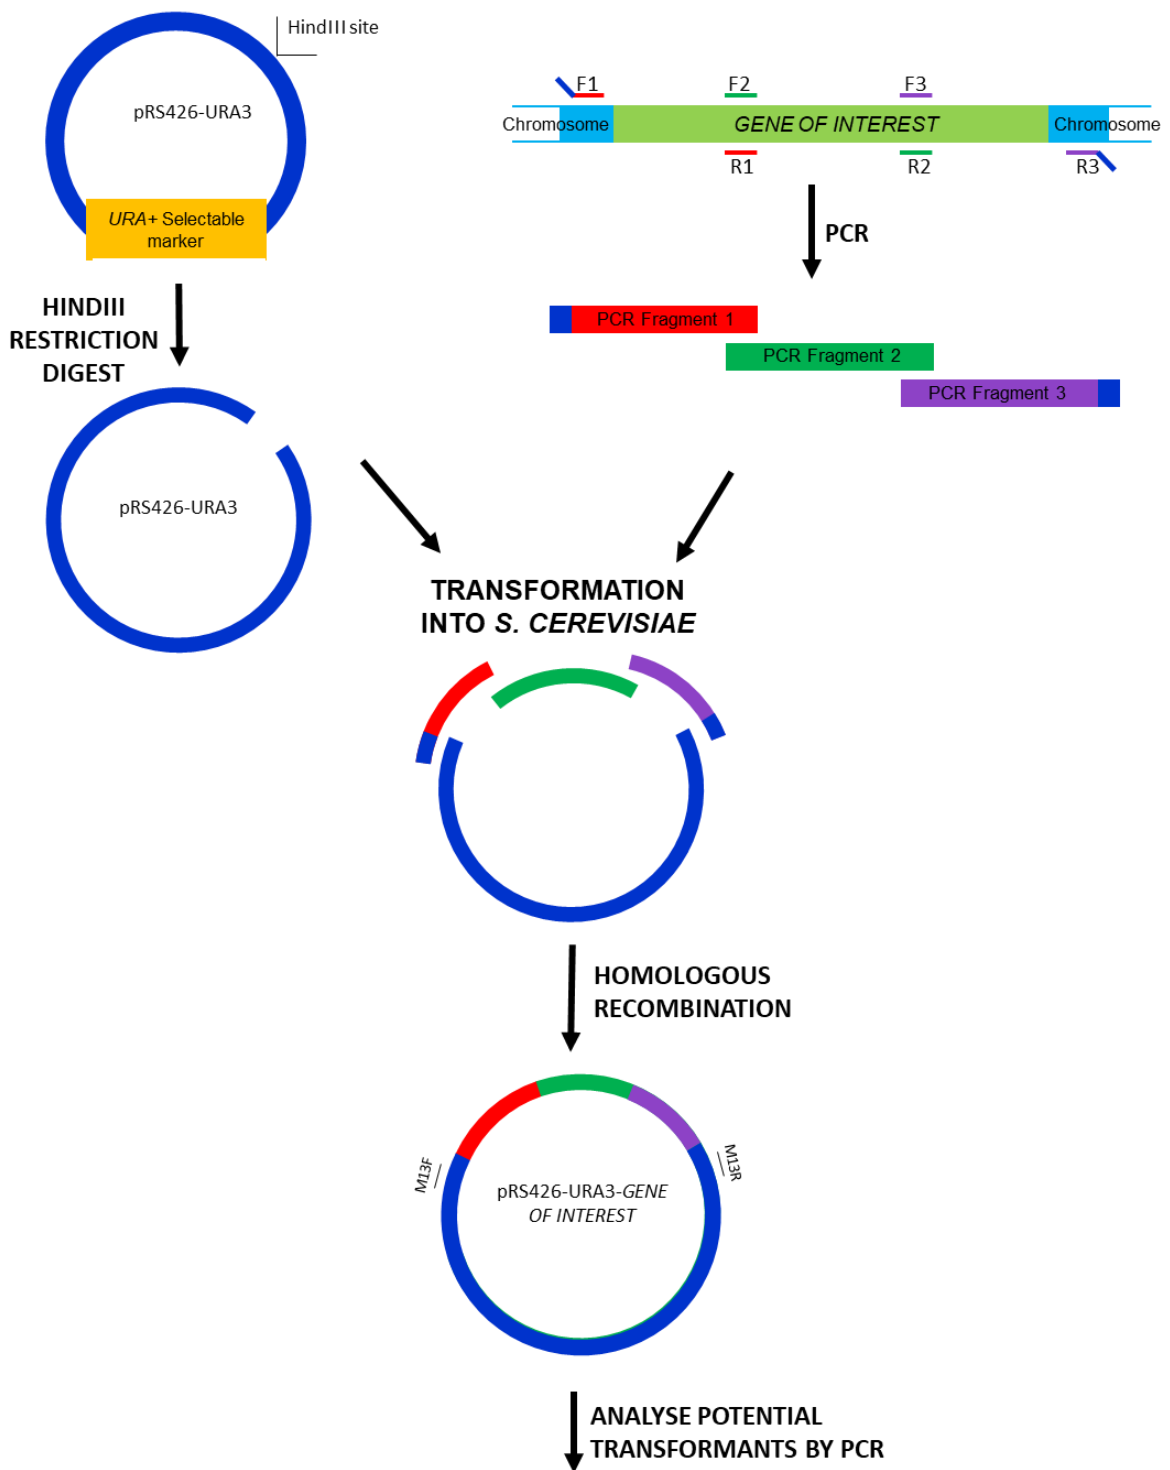 HindIII site
pRS426-URA3
URA+ Selectable
marker
HINDIII
RESTRICTION
DIGEST
pRS426-URA3
F1 F2 F3
Chromosome GENE OF INTEREST Chromosome
R1 R2 R3
PCR
PCR Fragment 1
PCR Fragment 2
PCR Fragment 3
TRANSFORMATION
INTO S. CEREVISIAE
HOMOLOGOUS
RECOMBINATION
M13F
M13R
pRS426-URA3-GENE
OF INTEREST
ANALYSE POTENTIAL
TRANSFORMANTS BY PCR